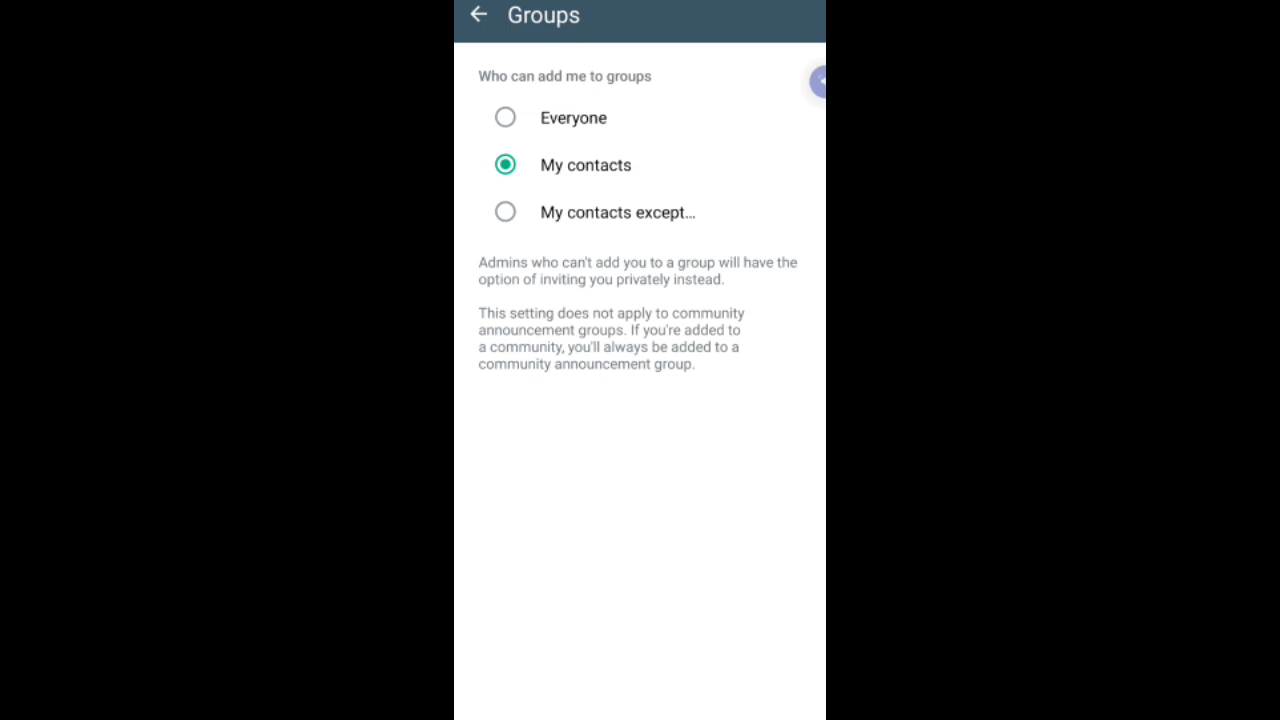 Groups
Who can add me to groups
Everyone
My contacts
My contacts except...
Admins who can't add you to a group will have the
option of inviting you privately instead.
This setting does not apply to community
announcement groups. If you're added to
a community, you'll always be added to a
community announcement group.